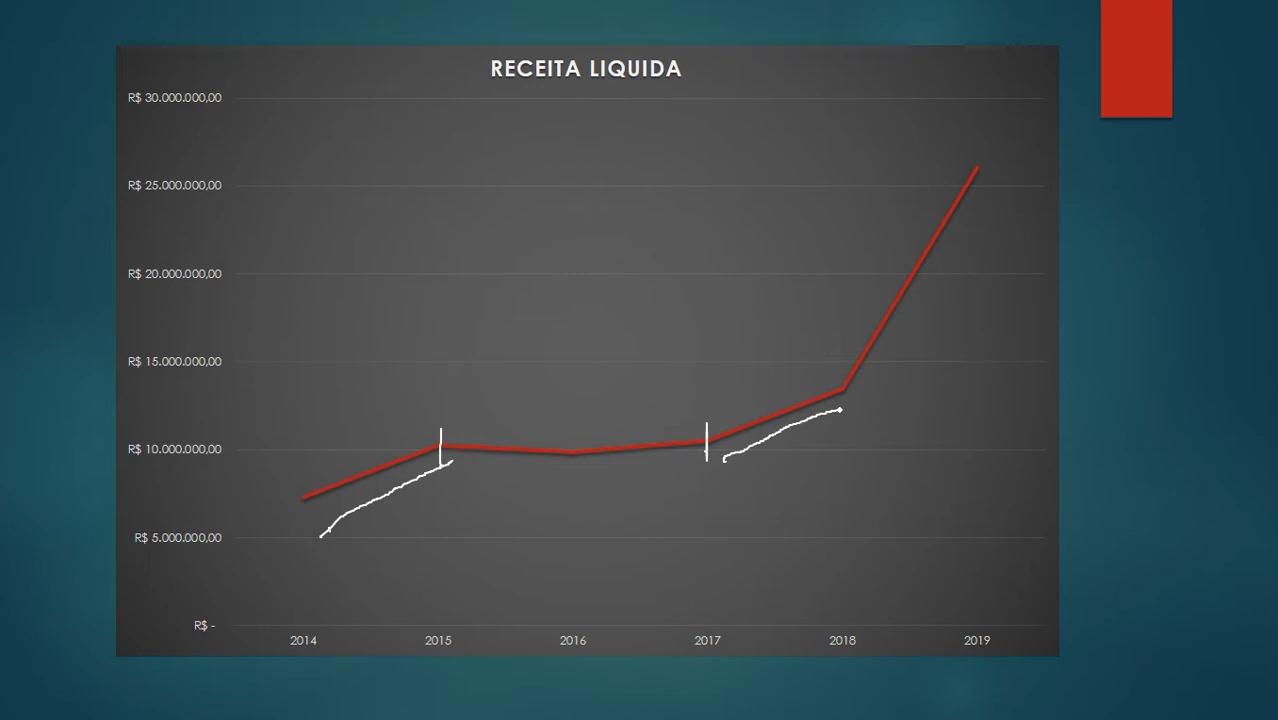 RECEITA LIQUIDA
R$ 30.000.000,00
R$ 25.000.000,00
R$ 20.000.000,00
R$ 15.000.000,00
R$ 10.000.000,00
R$ 5.000.000,00
R$ -
2014 2015 2016 2017 2018 2019